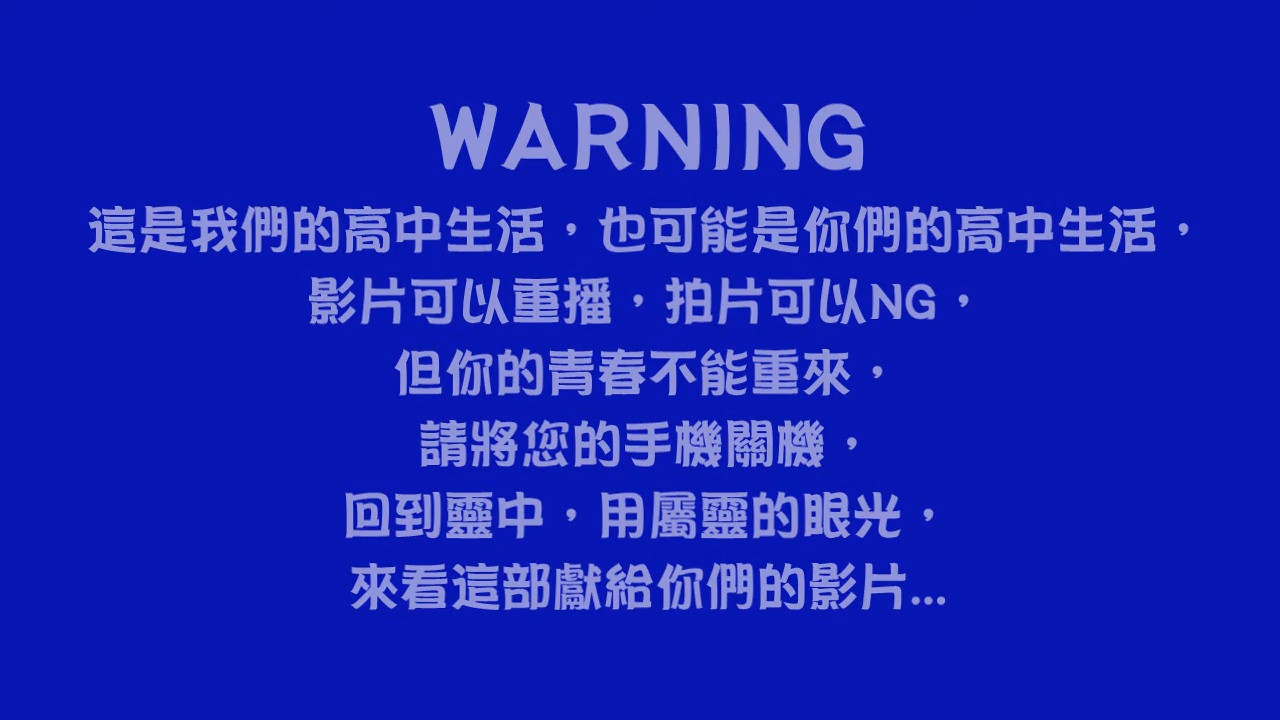 WARNING
這是我們的高中生活，也可能是你們的高中生活，
影片可以重播，拍片可以NG，
但你的青春不能重來，
請將您的手機關機，
回到靈中，用屬靈的眼光，
來看這部獻給你們的影片...